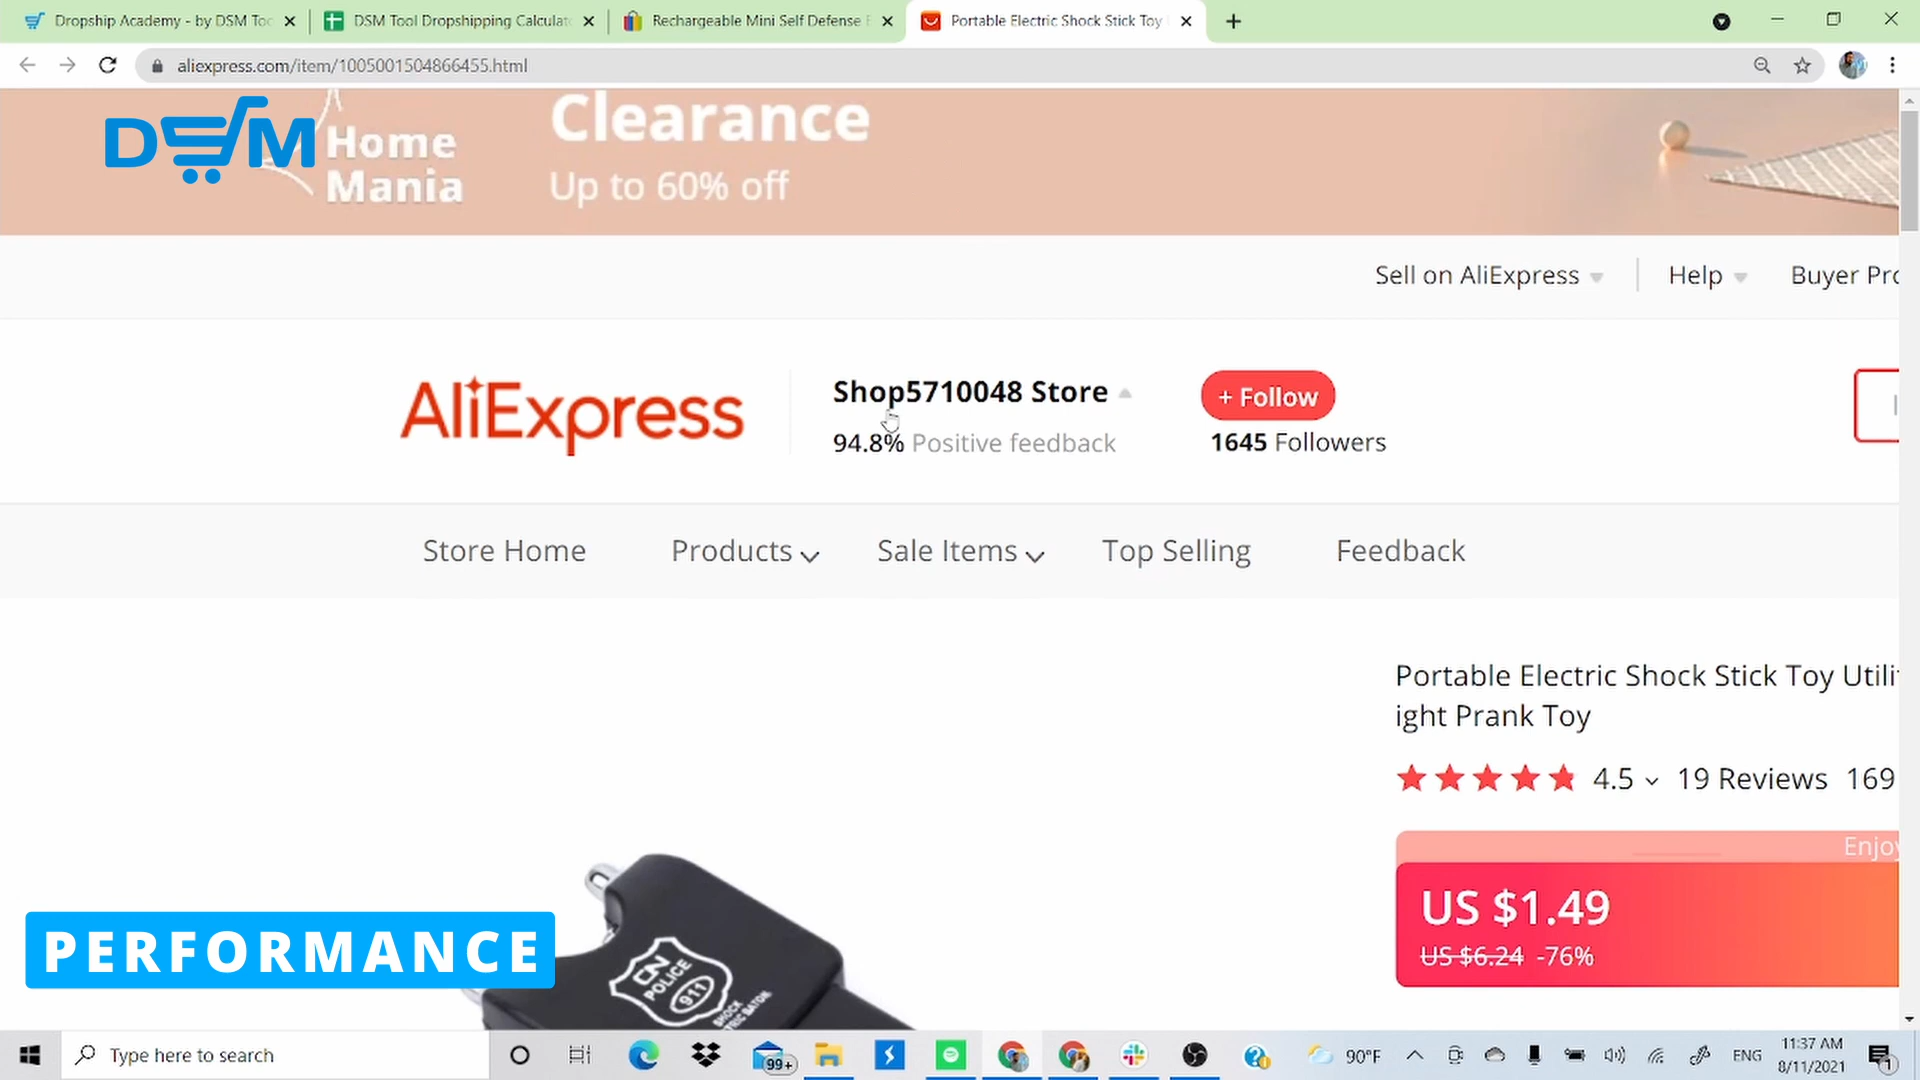 Dropship Academy - by DSM Too
DSM Tool Dropshipping Calculat
Rechargeable Mini Self Defense
Portable Electric Shock Stick Toy
aliexpress.com/item/1005001504866455.html
DSM
Home
Mania
Clearance
Up to 60% off
Sell on AliExpress
Help
Buyer Pro
AliExpress
Shop5710048 Store
94.8% Positive feedback
+ Follow
1645 Followers
Store Home
Products
Sale Items
Top Selling
Feedback
Portable Electric Shock Stick Toy Utili
ight Prank Toy
4.5
19 Reviews
169
Enjoy
US $1.49
US $6.24 -76%
CN
POLICE
911
SHOCK
PERFORMANCE
Type here to search
99+
90°F
ENG
11:37 AM
8/11/2021
1